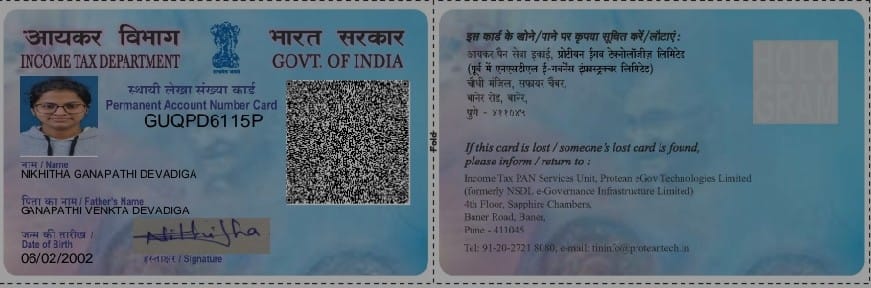 आयकर विभाग
INCOME TAX DEPARTMENT
भारत सरकार
GOVT. OF INDIA
स्थायी लेखा संख्या कार्ड
Permanent Account Number Card
GUQPD6115P
नाम / Name
NIKHITHA GANAPATHI DEVADIGA
पिता का नाम / Father's Name
GANAPATHI VENKTA DEVADIGA
जन्म की तारीख /
Date of Birth
06/02/2002
Nikhitha
हस्ताक्षर / Signature
Fold
इस कार्ड के खोने/पाने पर कृपया सूचित करें/लौटाएं:
आयकर पैन सेवा इकाई, प्रोटीयन ईगव टेक्नोलॉजीज़ लिमिटेड
(पूर्व में एनएसडीएल ई-गवर्नेंस इंफ्रास्ट्रक्चर लिमिटेड)
चौथी मंजिल, सफायर चैंबर,
बानेर रोड, बानेर,
पुणे - ४११०४५
If this card is lost / someone's lost card is found,
please inform / return to :
Income Tax PAN Services Unit, Protean eGov Technologies Limited
(formerly NSDL e-Governance Infrastructure Limited)
4th Floor, Sapphire Chambers,
Baner Road, Baner,
Pune - 411045
Tel: 91-20-2721 8080, e-mail: tininfo@proteantech.in